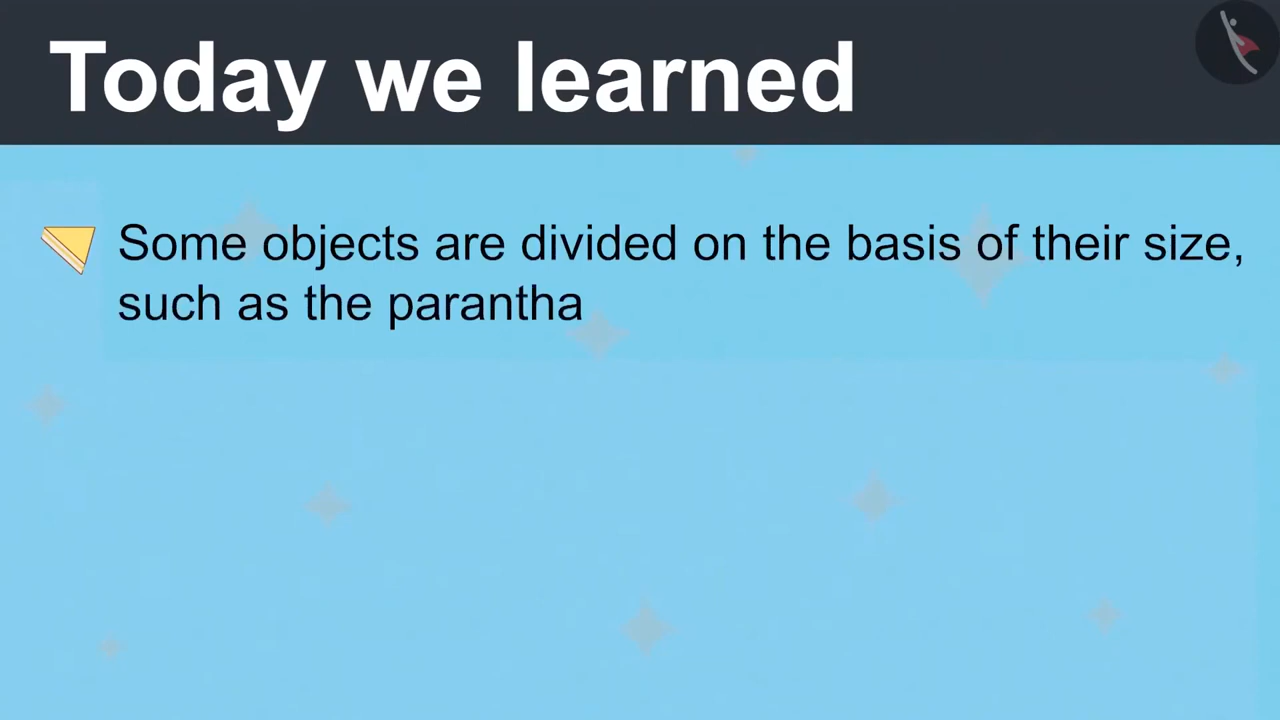 Today we learned
Some objects are divided on the basis of their size,
such as the parantha